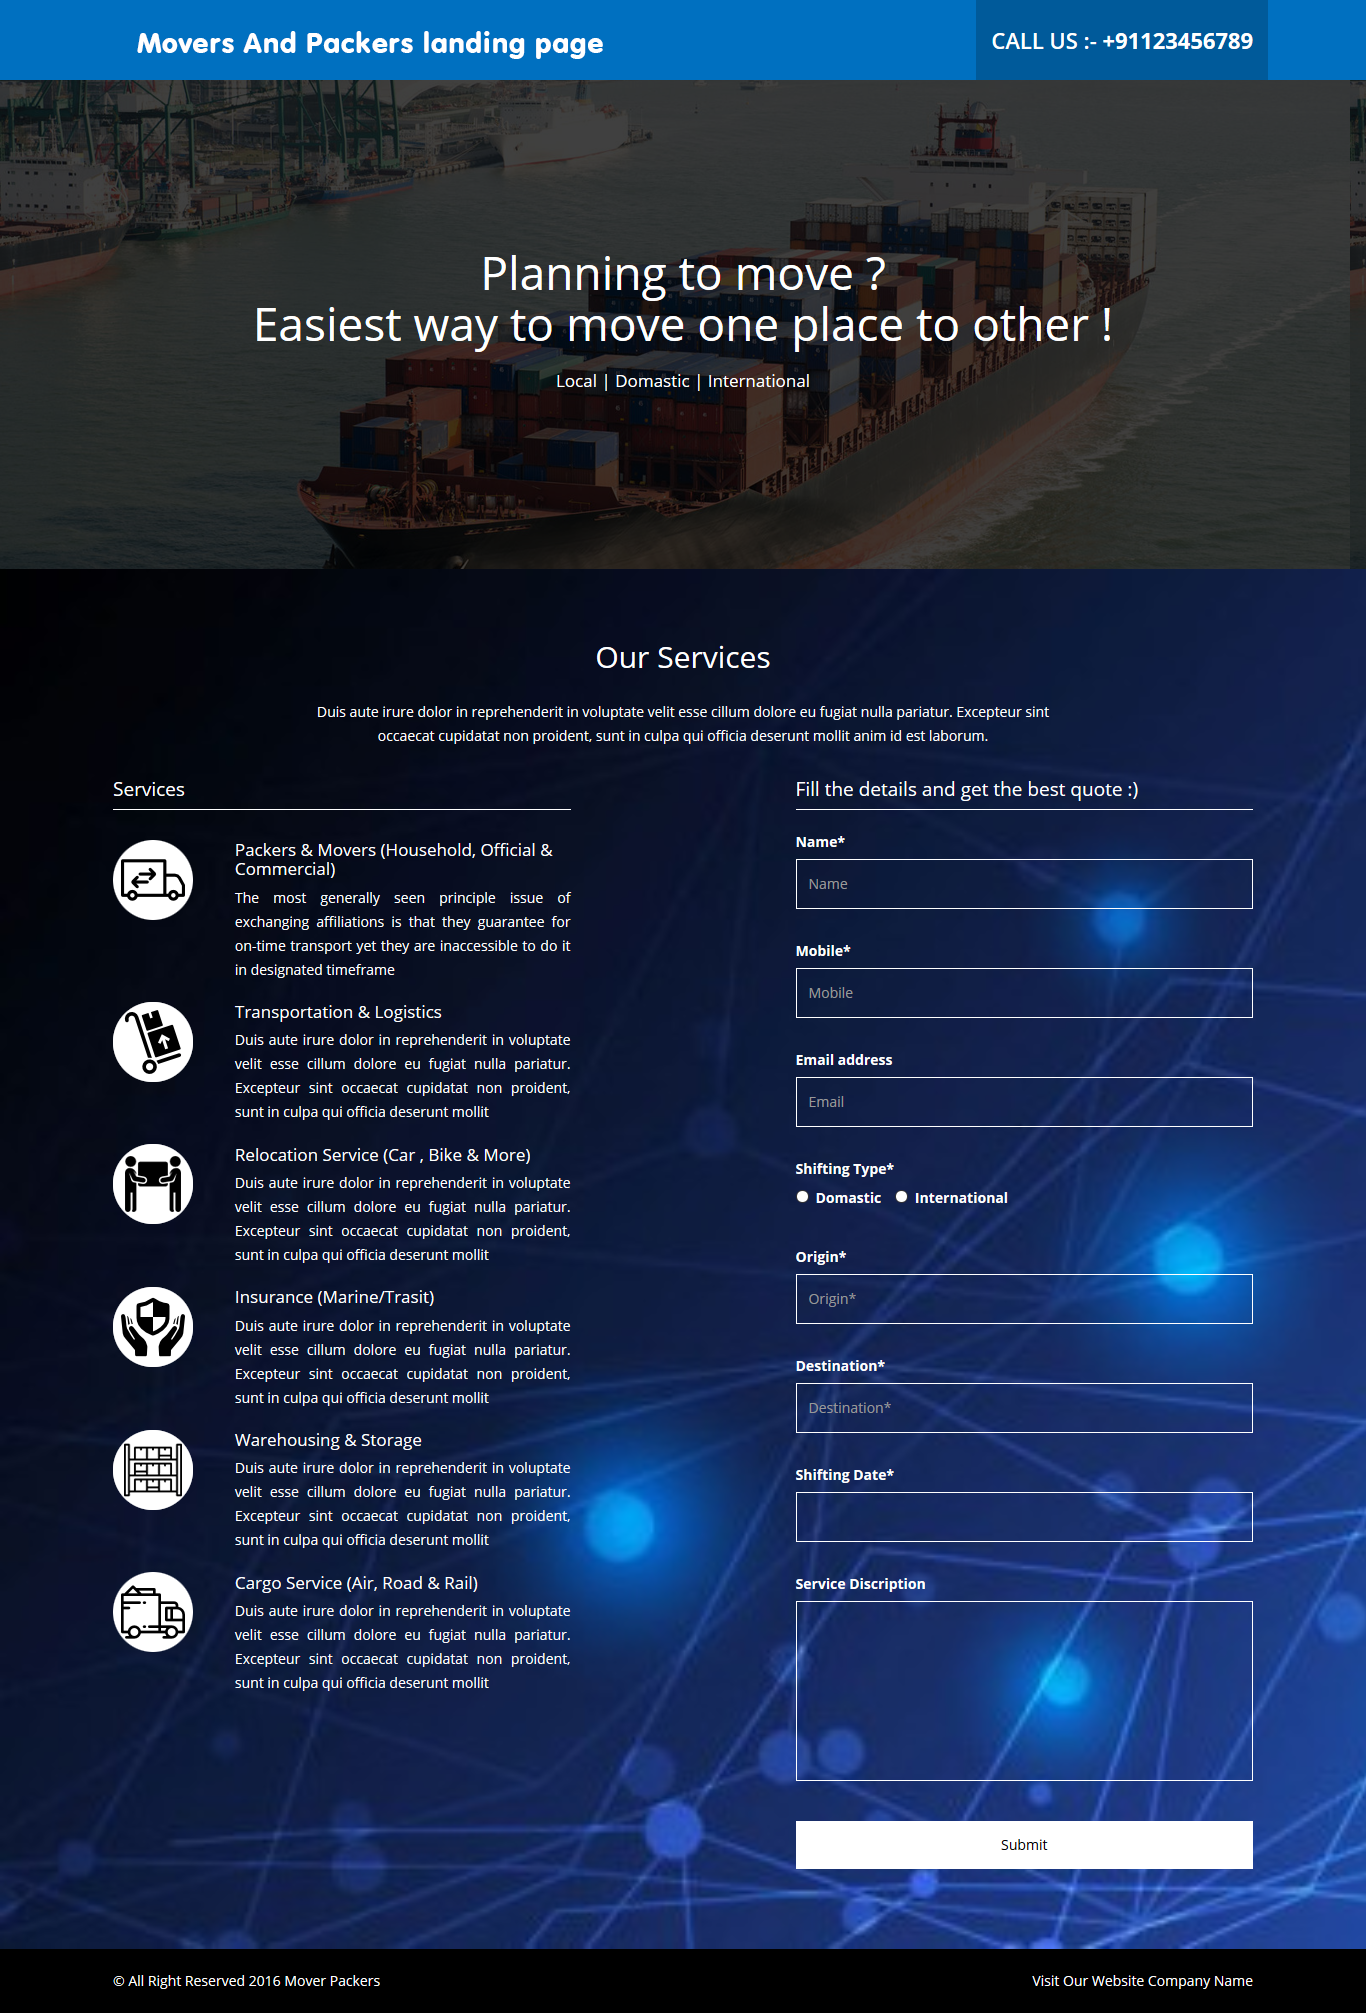 Movers And Packers landing page
CALL US :- +91123456789
Planning to move ?
Easiest way to move one place to other !
Local | Domastic | International
Our Services
Duis aute irure dolor in reprehenderit in voluptate velit esse cillum dolore eu fugiat nulla pariatur. Excepteur sint
occaecat cupidatat non proident, sunt in culpa qui officia deserunt mollit anim id est laborum.
Services
Packers & Movers (Household, Official &
Commercial)
The most generally seen principle issue of
exchanging affiliations is that they guarantee for
on-time transport yet they are inaccessible to do it
in designated timeframe
Transportation & Logistics
Duis aute irure dolor in reprehenderit in voluptate
velit esse cillum dolore eu fugiat nulla pariatur.
Excepteur sint occaecat cupidatat non proident,
sunt in culpa qui officia deserunt mollit
Relocation Service (Car , Bike & More)
Duis aute irure dolor in reprehenderit in voluptate
velit esse cillum dolore eu fugiat nulla pariatur.
Excepteur sint occaecat cupidatat non proident,
sunt in culpa qui officia deserunt mollit
Insurance (Marine/Trasit)
Duis aute irure dolor in reprehenderit in voluptate
velit esse cillum dolore eu fugiat nulla pariatur.
Excepteur sint occaecat cupidatat non proident,
sunt in culpa qui officia deserunt mollit
Warehousing & Storage
Duis aute irure dolor in reprehenderit in voluptate
velit esse cillum dolore eu fugiat nulla pariatur.
Excepteur sint occaecat cupidatat non proident,
sunt in culpa qui officia deserunt mollit
Cargo Service (Air, Road & Rail)
Duis aute irure dolor in reprehenderit in voluptate
velit esse cillum dolore eu fugiat nulla pariatur.
Excepteur sint occaecat cupidatat non proident,
sunt in culpa qui officia deserunt mollit
Fill the details and get the best quote :)
Name*
Name
Mobile*
Mobile
Email address
Email
Shifting Type*
Domastic International
Origin*
Origin*
Destination*
Destination*
Shifting Date*
Service Discription
Submit
© All Right Reserved 2016 Mover Packers
Visit Our Website Company Name